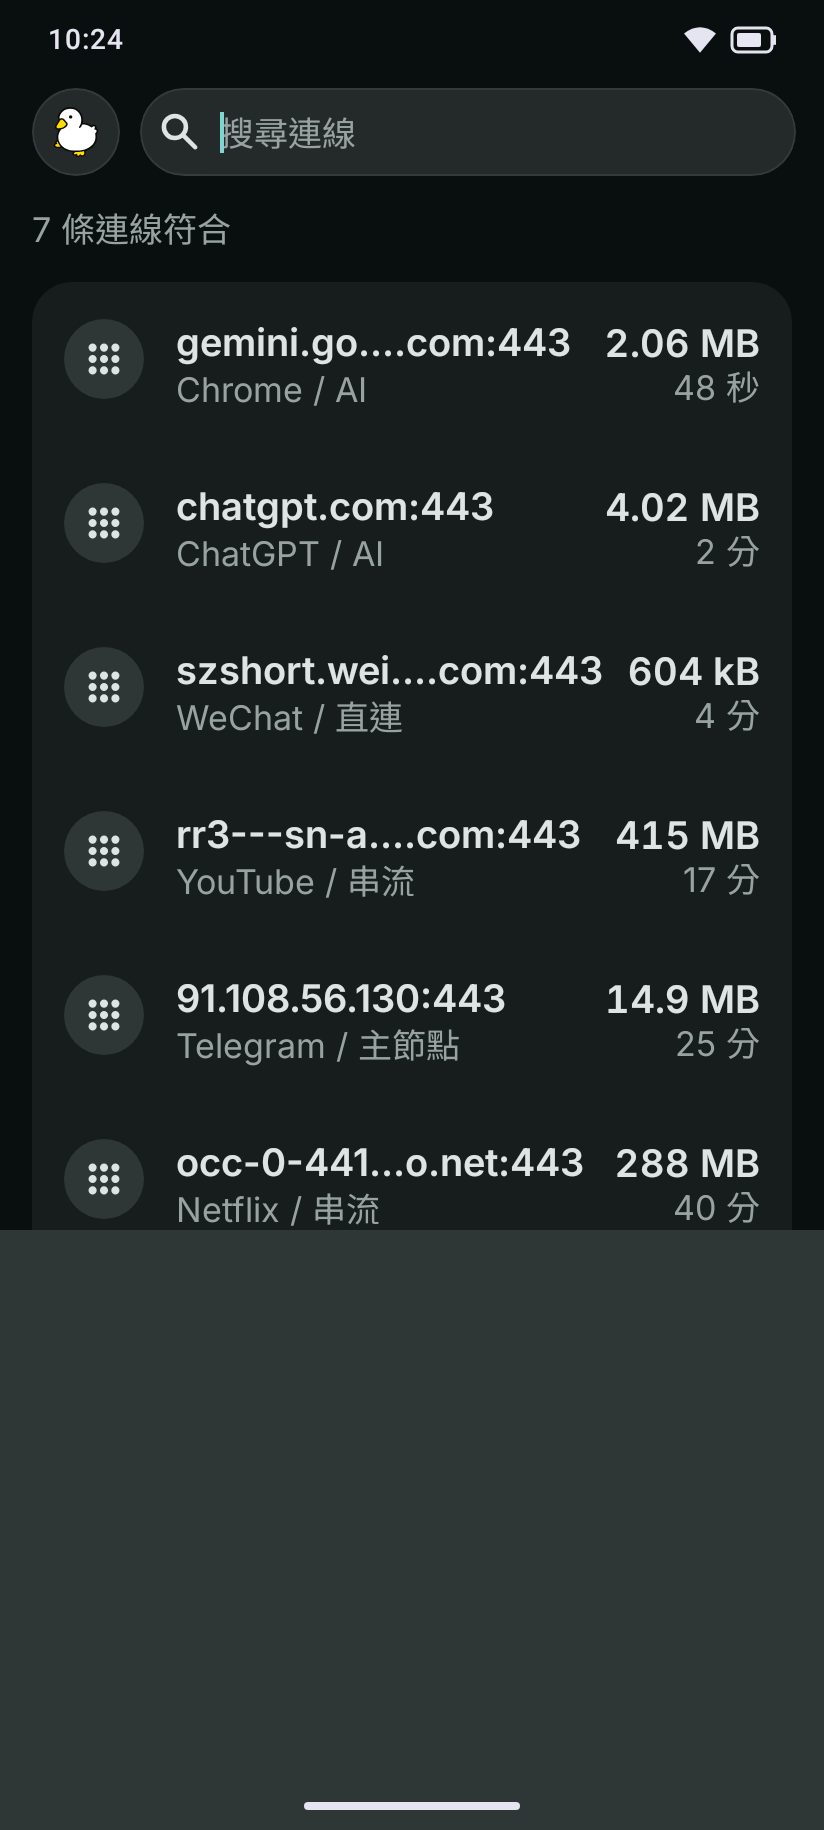 10:24
搜尋連線
7 條連線符合
gemini.go....com:443 2.06 MB
Chrome / AI 48 秒
chatgpt.com:443 4.02 MB
ChatGPT / AI 2 分
szshort.wei....com:443 604 kB
WeChat / 直連 4 分
rr3---sn-a....com:443 415 MB
YouTube / 串流 17 分
91.108.56.130:443 14.9 MB
Telegram / 主節點 25 分
occ-0-441...o.net:443 288 MB
Netflix / 串流 40 分